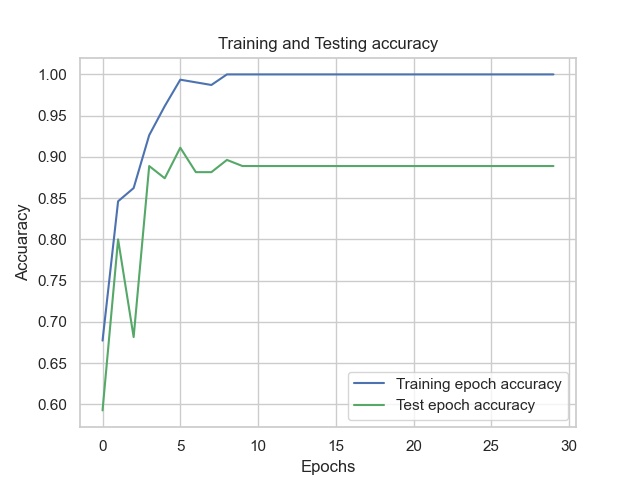 Training and Testing accuracy
1.00
0.95
0.90
0.85
0.80
0.75
0.70
0.65
0.60
Accuaracy
Training epoch accuracy
Test epoch accuracy
0 5 10 15 20 25 30
Epochs